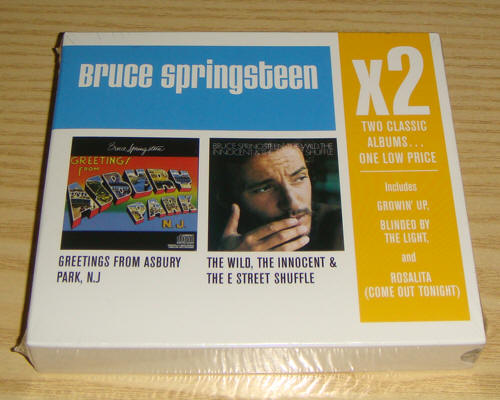 Bruce Springsteen
x2
TWO CLASSIC
ALBUMS...
ONE LOW PRICE
Includes
GROWIN' UP,
BLINDED BY
THE LIGHT,
and
ROSALITA
(COME OUT TONIGHT)
Bruce Springsteen
GREETINGS
from
ASBURY
PARK
N.J.
GREETINGS FROM ASBURY
PARK, N.J
BRUCE SPRINGSTEEN THE WILD, THE
INNOCENT & THE E STREET SHUFFLE
THE WILD, THE INNOCENT &
THE E STREET SHUFFLE